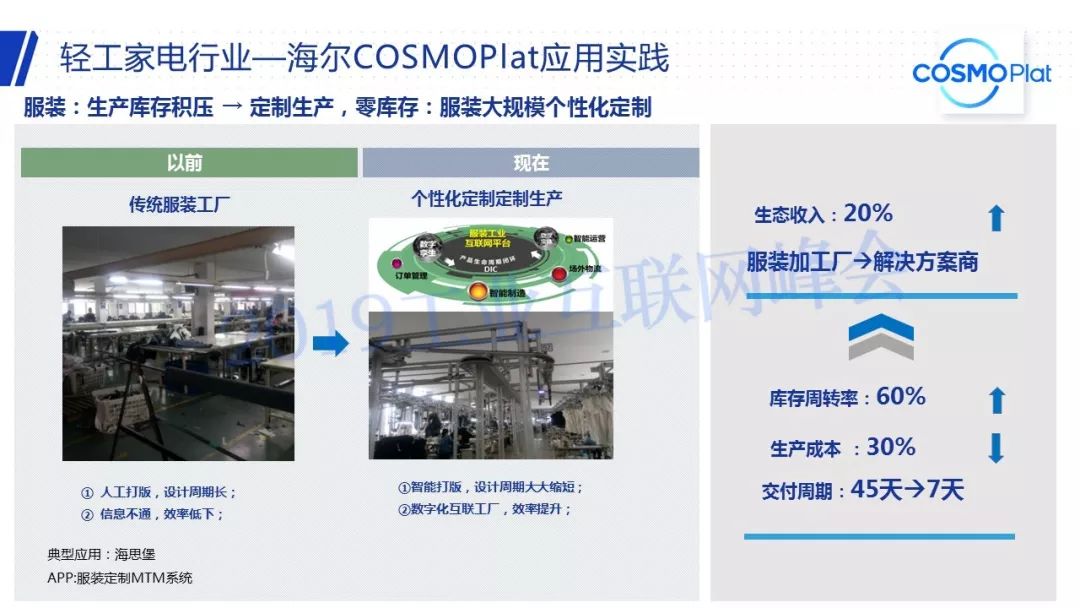 轻工家电行业—海尔COSMOPlat应用实践
COSMOPlat
服装：生产库存积压 → 定制生产，零库存：服装大规模个性化定制
以前
现在
传统服装工厂
个性化定制定制生产
服装工业
互联网平台
数字
孪生
智能运营
产品生命周期闭环
DIC
订单管理
场外物流
智能制造
① 人工打版，设计周期长；
② 信息不通，效率低下；
①智能打版，设计周期大大缩短；
②数字化互联工厂，效率提升；
典型应用：海思堡
APP:服装定制MTM系统
生态收入：20%
服装加工厂→解决方案商
库存周转率：60%
生产成本 ：30%
交付周期：45天→7天
2019工业互联网峰会